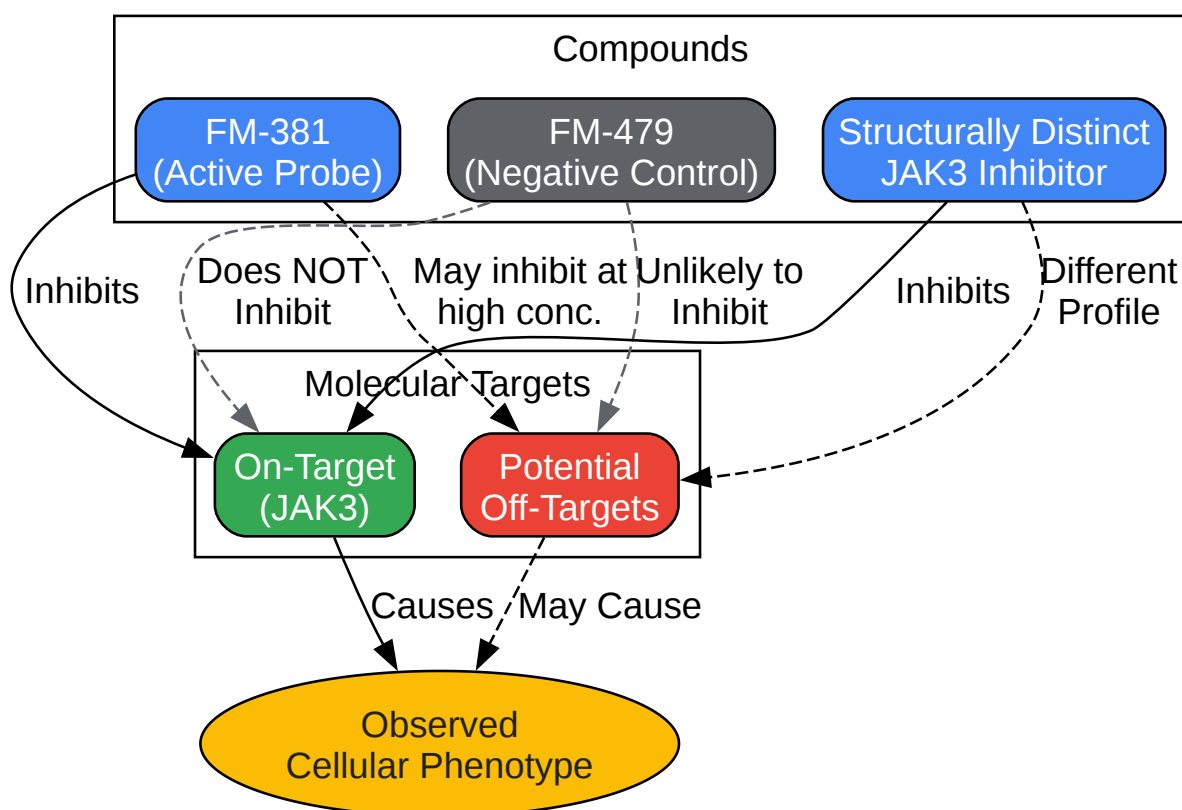 Compounds
FM-381
(Active Probe)
FM-479
(Negative Control)
Structurally Distinct
JAK3 Inhibitor
Inhibits
Does NOT
Inhibit
May inhibit at
high conc.
Unlikely to
Inhibit
Inhibits
Different
Profile
Molecular Targets
On-Target
(JAK3)
Potential
Off-Targets
Causes
May Cause
Observed
Cellular Phenotype